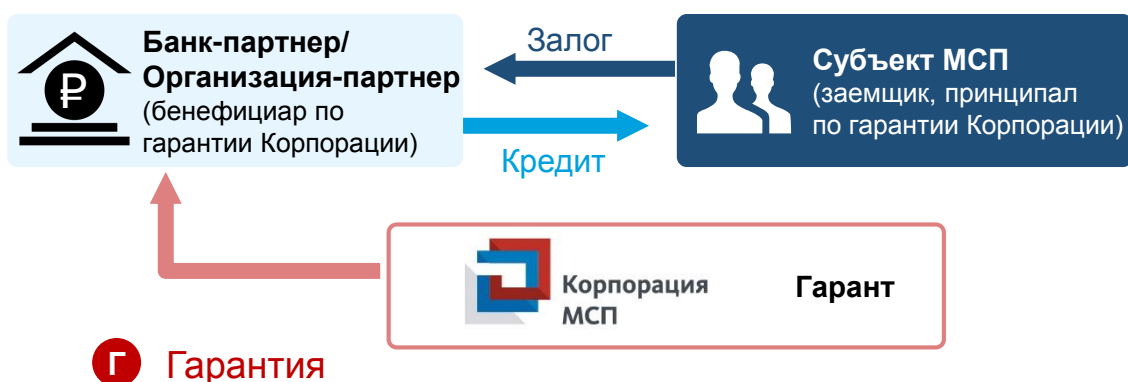 Банк-партнер/
Организация-партнер
(бенефициар по
гарантии Корпорации)
Залог
Кредит
Субъект МСП
(заемщик, принципал
по гарантии Корпорации)
Корпорация
МСП
Гарант
Г Гарантия